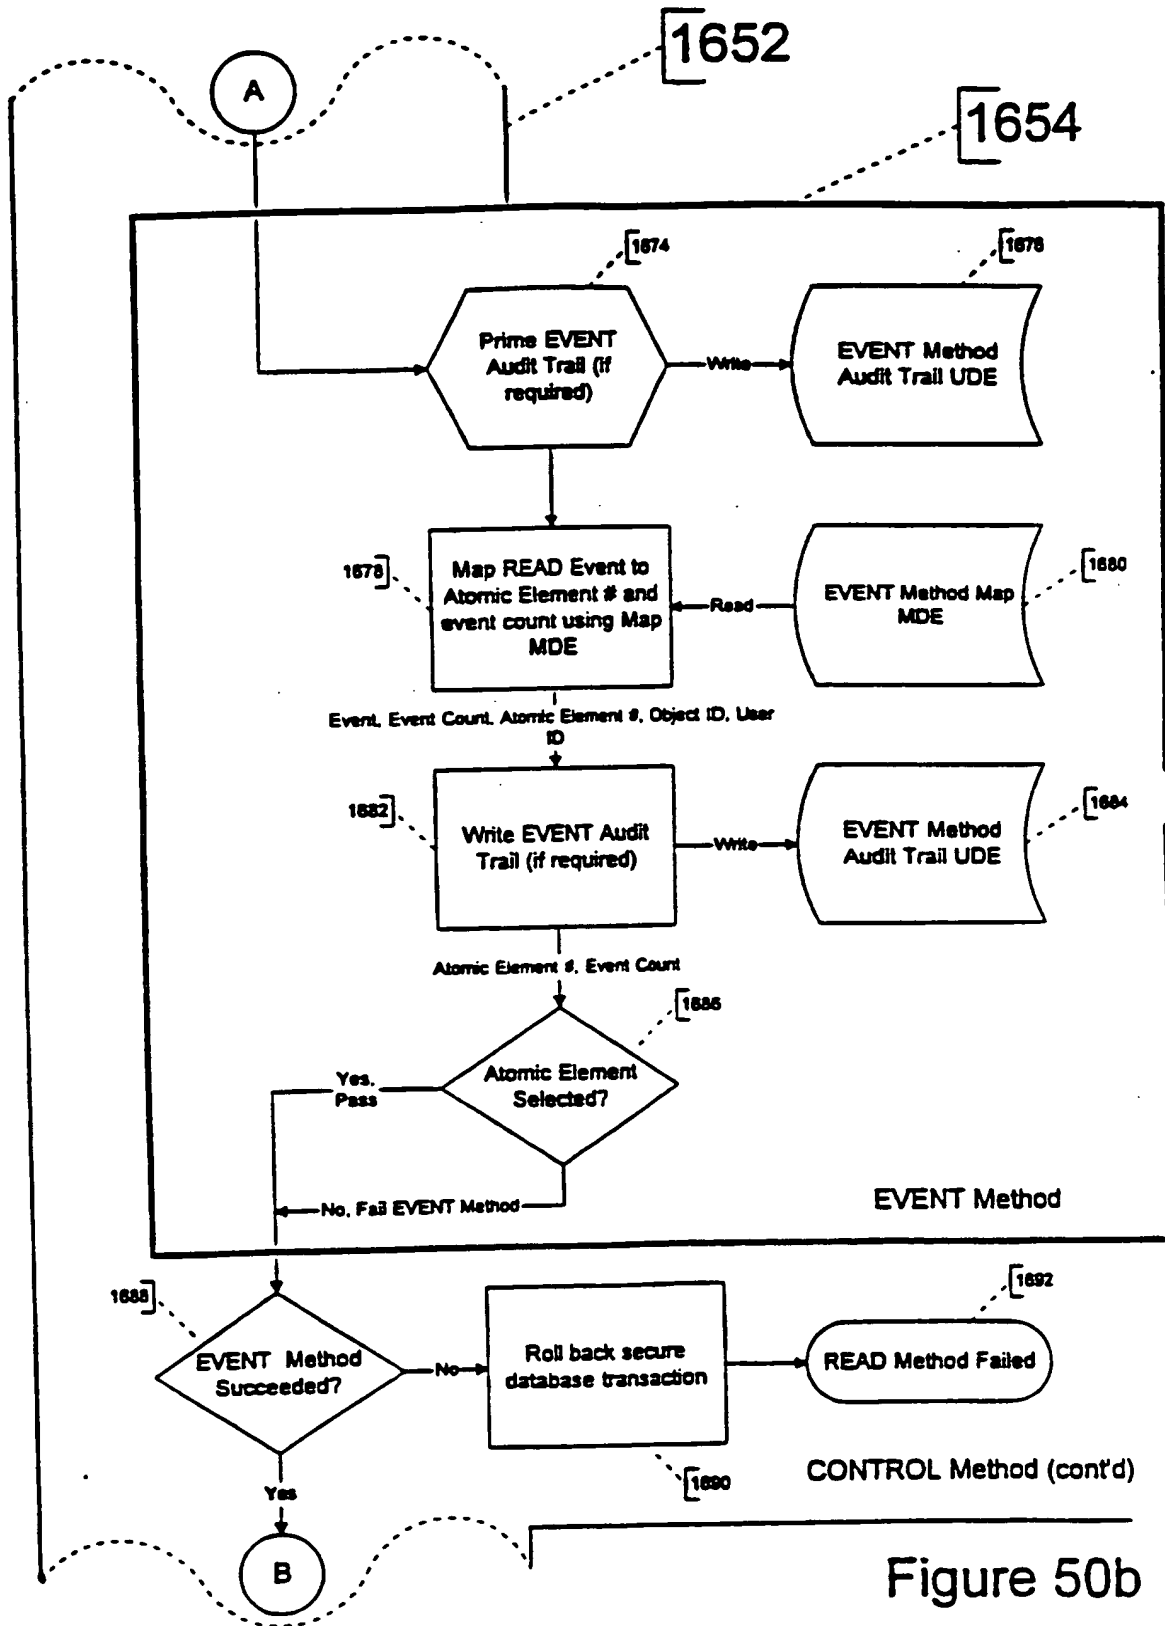 1652
A
1654
1674
1676
Prime EVENT
Audit Trail (if
required)
Write
EVENT Method
Audit Trail UDE
1678
Map READ Event to
Atomic Element # and
event count using Map
MDE
Read
EVENT Method Map
MDE
1680
Event, Event Count, Atomic Element #, Object ID, User
ID
1682
Write EVENT Audit
Trail (if required)
Write
EVENT Method
Audit Trail UDE
1684
Atomic Element #, Event Count
1686
Atomic Element
Selected?
Yes,
Pass
No, Fail EVENT Method
EVENT Method
1688
EVENT Method
Succeeded?
No
Roll back secure
database transaction
1692
READ Method Failed
1690
CONTROL Method (cont'd)
Yes
B
Figure 50b